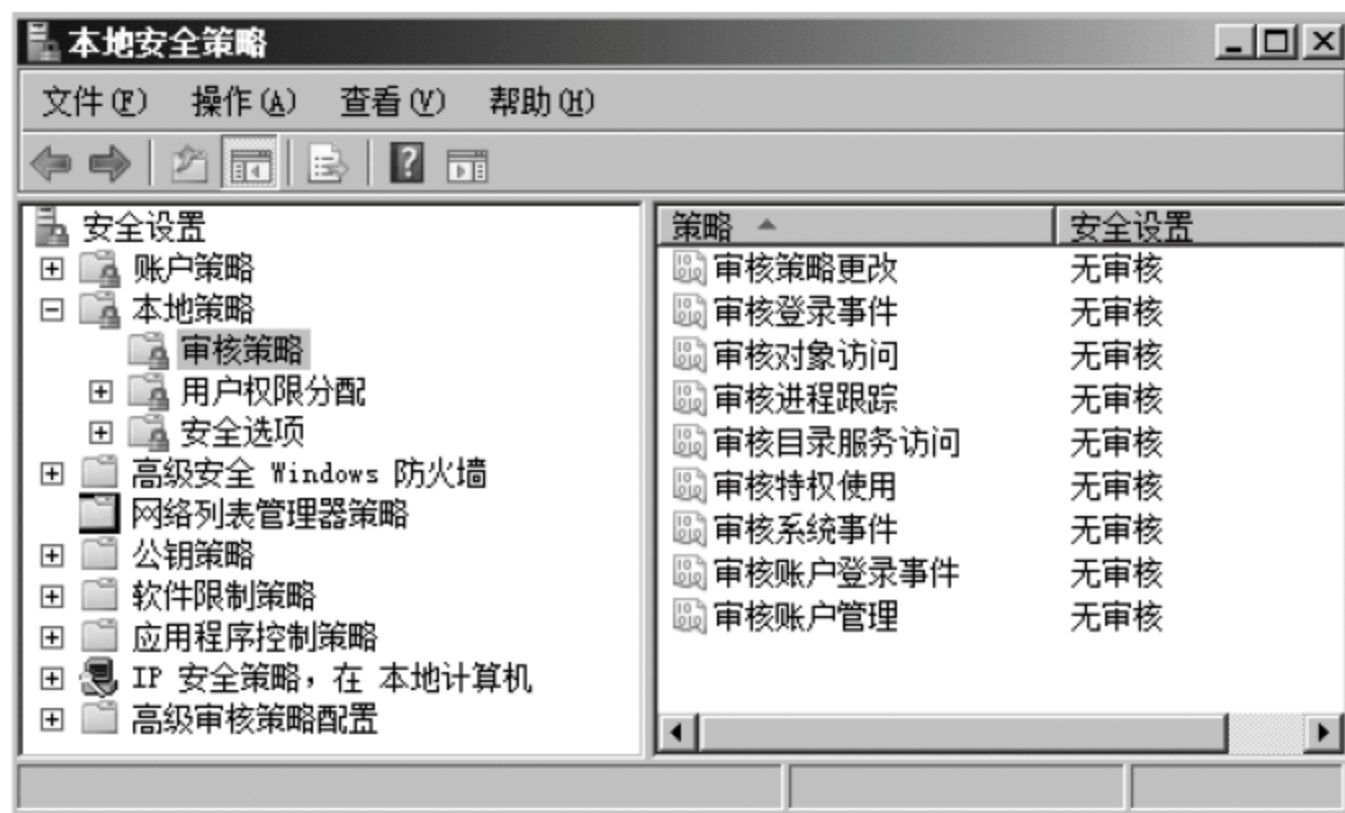 本地安全策略
文件(F) 操作(A) 查看(V) 帮助(H)
安全设置
账户策略
本地策略
审核策略
用户权限分配
安全选项
高级安全 Windows 防火墙
网络列表管理器策略
公钥策略
软件限制策略
应用程序控制策略
IP 安全策略，在 本地计算机
高级审核策略配置
策略 安全设置
审核策略更改 无审核
审核登录事件 无审核
审核对象访问 无审核
审核进程跟踪 无审核
审核目录服务访问 无审核
审核特权使用 无审核
审核系统事件 无审核
审核账户登录事件 无审核
审核账户管理 无审核